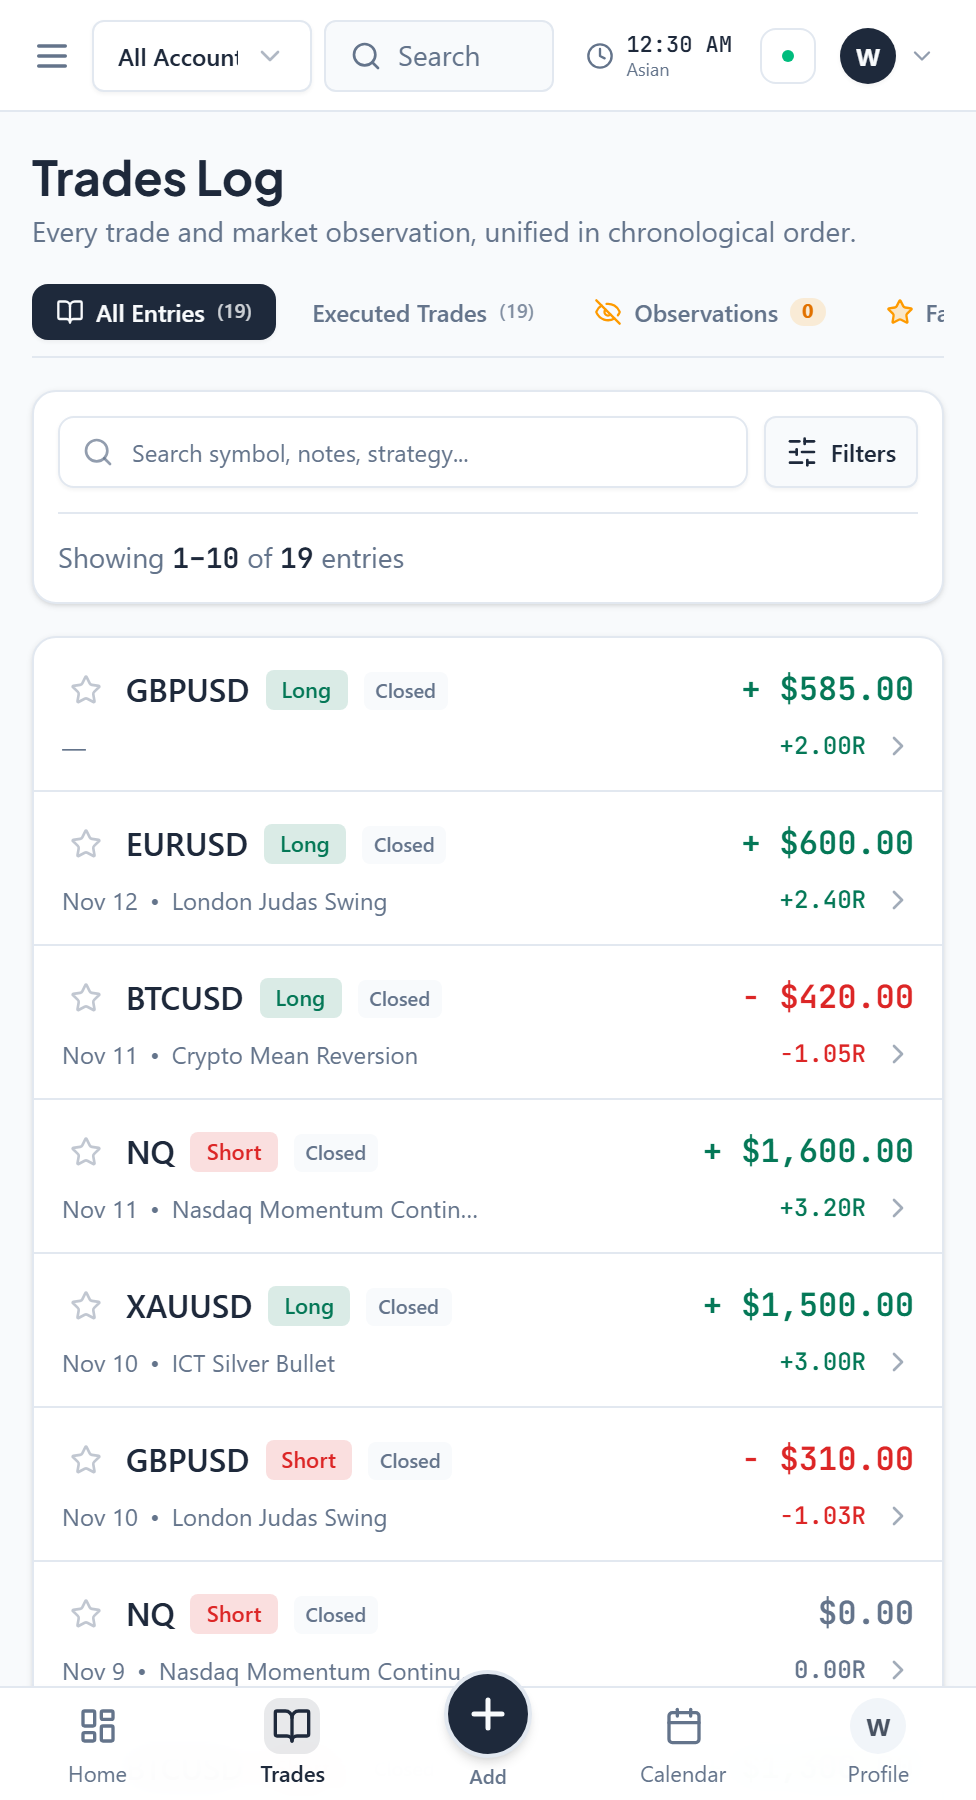 All Account
Search
12:30 AM
Asian
W
Trades Log
Every trade and market observation, unified in chronological order.
All Entries (19)
Executed Trades (19)
Observations 0
Fa
Search symbol, notes, strategy...
Filters
Showing 1–10 of 19 entries
GBPUSD Long Closed + $585.00
— +2.00R
EURUSD Long Closed + $600.00
Nov 12 • London Judas Swing +2.40R
BTCUSD Long Closed - $420.00
Nov 11 • Crypto Mean Reversion -1.05R
NQ Short Closed + $1,600.00
Nov 11 • Nasdaq Momentum Contin... +3.20R
XAUUSD Long Closed + $1,500.00
Nov 10 • ICT Silver Bullet +3.00R
GBPUSD Short Closed - $310.00
Nov 10 • London Judas Swing -1.03R
NQ Short Closed $0.00
Nov 9 • Nasdaq Momentum Continu 0.00R
Home
Trades
Add
Calendar
W
Profile